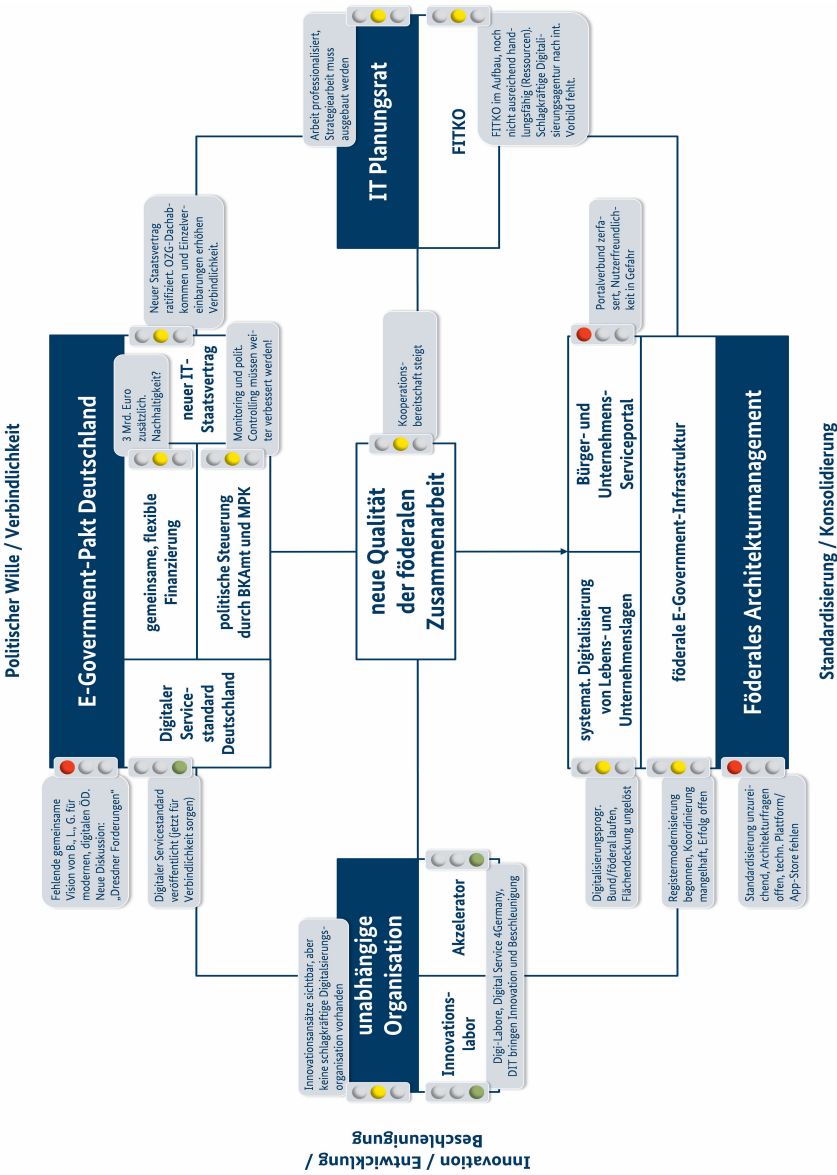 Politischer Wille / Verbindlichkeit
Fehlende gemeinsame
Vision von B., L., G. für
modernen, digitalen ÖD.
Neue Diskussion:
„Dresdner Forderungen“
E-Government-Pakt Deutschland
Digitaler Servicestandard
veröffentlicht (jetzt für
Verbindlichkeit sorgen)
Digitaler
Service-
standard
Deutschland
gemeinsame, flexible
Finanzierung
3 Mrd. Euro
zusätzlich.
Nachhaltigkeit?
politische Steuerung
durch BKAmt und MPK
Monitoring und polit.
Controlling müssen wei-
ter verbessert werden!
neuer IT-
Staatsvertrag
Neuer Staatsvertrag
ratifiziert. OZG-Dachab-
kommen und Einzelver-
einbarungen erhöhen
Verbindlichkeit.
Innovation / Entwicklung /
Beschleunigung
Innovationsansätze sichtbar, aber
keine schlagkräftige Digitalsierungs-
organisation vorhanden
unabhängige
Organisation
Innovations-
labor
Akzelerator
Digi-Labore, Digital Service 4Germany,
DIT bringen Innovation und Beschleunigung
neue Qualität
der föderalen
Zusammenarbeit
Kooperations-
bereitschaft steigt
Arbeit professionalisiert,
Strategiearbeit muss
ausgebaut werden
IT Planungsrat
FITKO
FITKO im Aufbau, noch
nicht ausreichend hand-
lungsfähig (Ressourcen).
Schlagkräftige Digitali-
sierungsagentur nach int.
Vorbild fehlt.
Digitalisierungsprogr.
Bund/föderal laufen,
Flächendeckung ungelöst
systemat. Digitalisierung
von Lebens- und
Unternehmenslagen
Bürger- und
Unternehmens-
Serviceportal
Portalverbund zerfa-
sert, Nutzerfreundlich-
keit in Gefahr
Registermodernisierung
begonnen, Koordinierung
mangelhaft, Erfolg offen
föderale E-Government-Infrastruktur
Standardisierung unzurei-
chend, Architekturfragen
offen, techn. Plattform/
App-Store fehlen
Föderales Architekturmanagement
Standardisierung / Konsolidierung